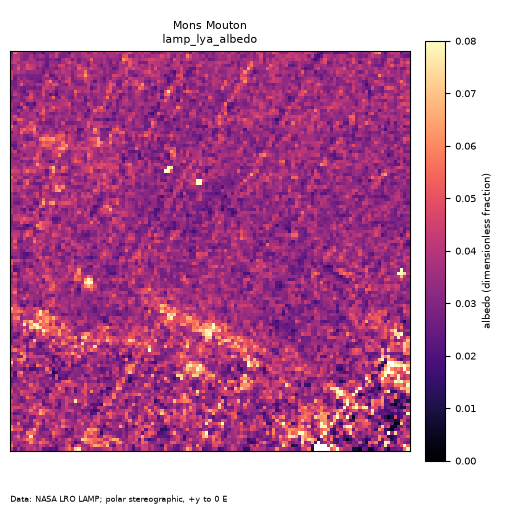 Mons Mouton
lamp_lya_albedo
0.08
0.07
0.06
0.05
0.04
0.03
0.02
0.01
0.00
albedo (dimensionless fraction)
Data: NASA LRO LAMP; polar stereographic, +y to 0 E